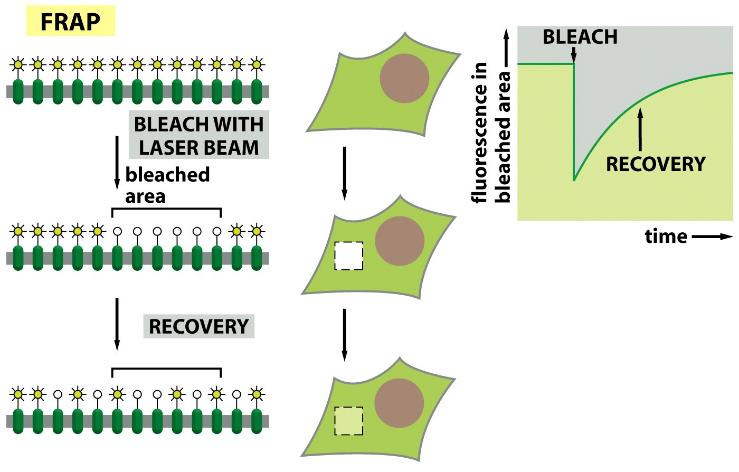 FRAP
BLEACH WITH
LASER BEAM
bleached
area
RECOVERY
fluorescence in
bleached area
BLEACH
RECOVERY
time